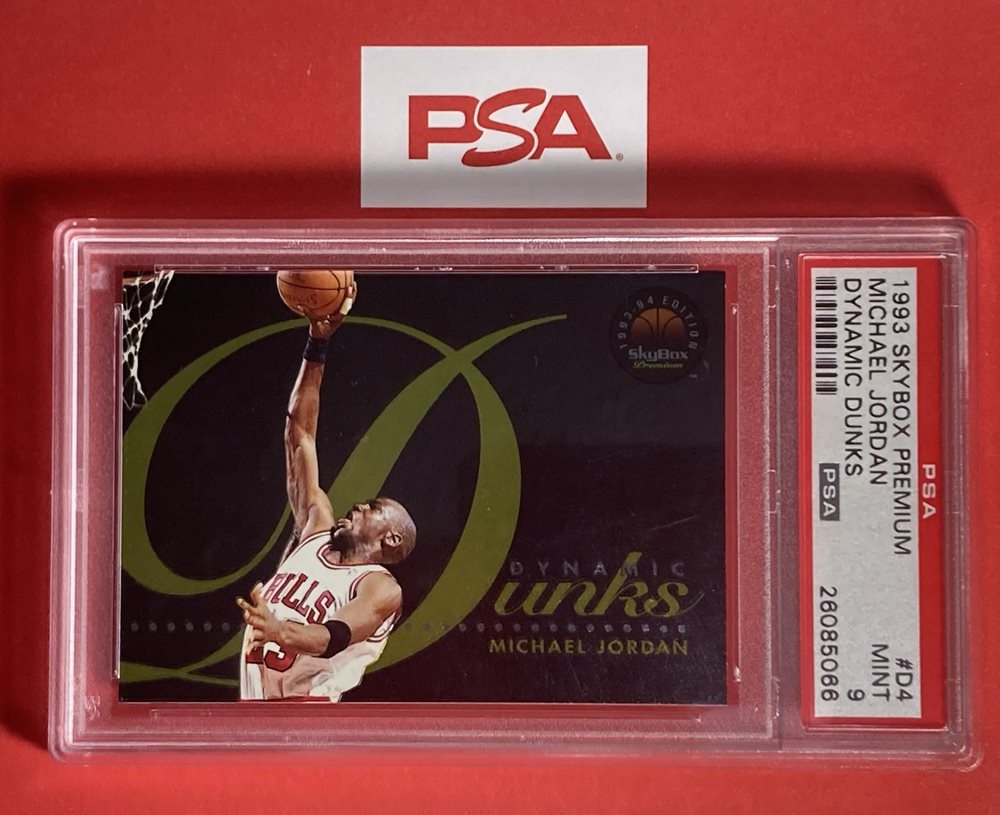 PSA
1993-94 EDITION
SkyBox
Premium
DYNAMIC
Dunks
MICHAEL JORDAN
BULLS
PSA
1993 SKYBOX PREMIUM #D4
MICHAEL JORDAN MINT
DYNAMIC DUNKS 9
PSA 26085066